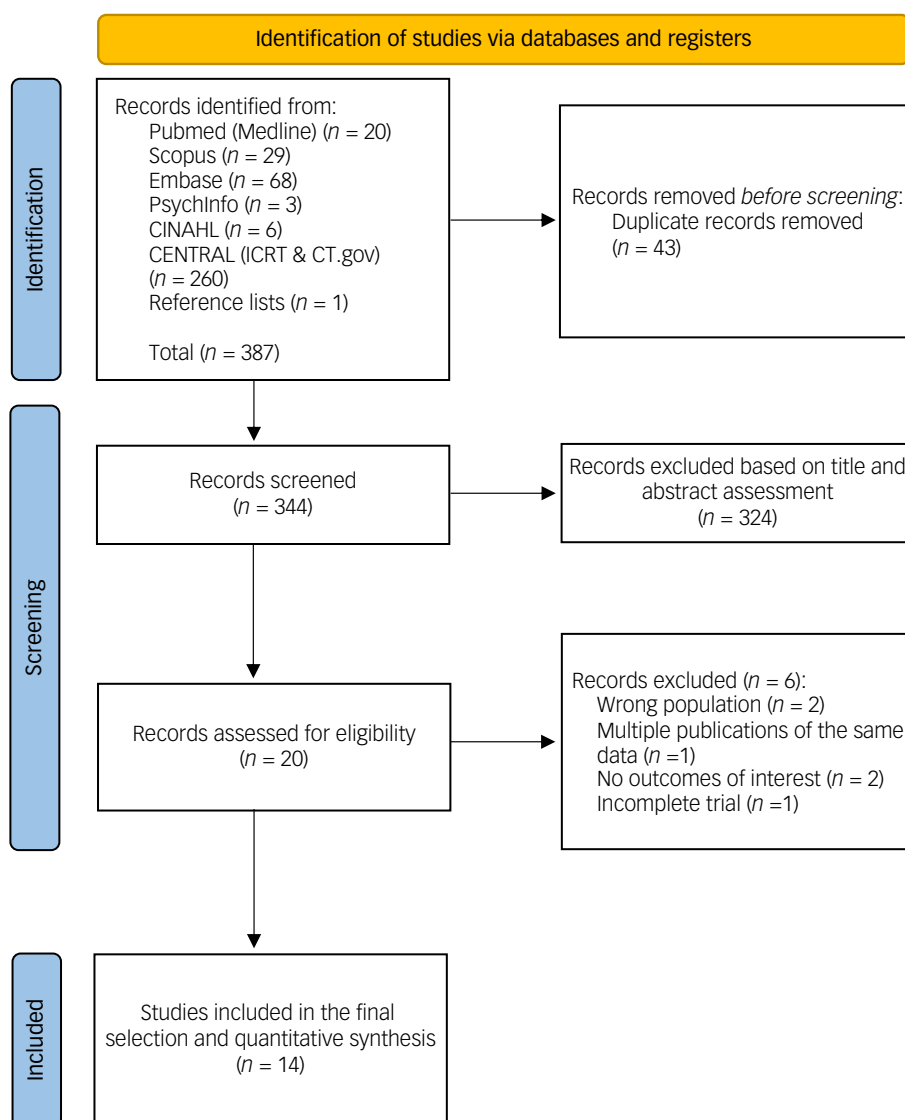 Identification of studies via databases and registers
Identification
Records identified from:
Pubmed (Medline) (n = 20)
Scopus (n = 29)
Embase (n = 68)
PsychInfo (n = 3)
CINAHL (n = 6)
CENTRAL (ICRT & CT.gov)
(n = 260)
Reference lists (n = 1)
Total (n = 387)
Records removed before screening:
Duplicate records removed
(n = 43)
Screening
Records screened
(n = 344)
Records excluded based on title and
abstract assessment
(n = 324)
Records assessed for eligibility
(n = 20)
Records excluded (n = 6):
Wrong population (n = 2)
Multiple publications of the same
data (n =1)
No outcomes of interest (n = 2)
Incomplete trial (n =1)
Included
Studies included in the final
selection and quantitative synthesis
(n = 14)